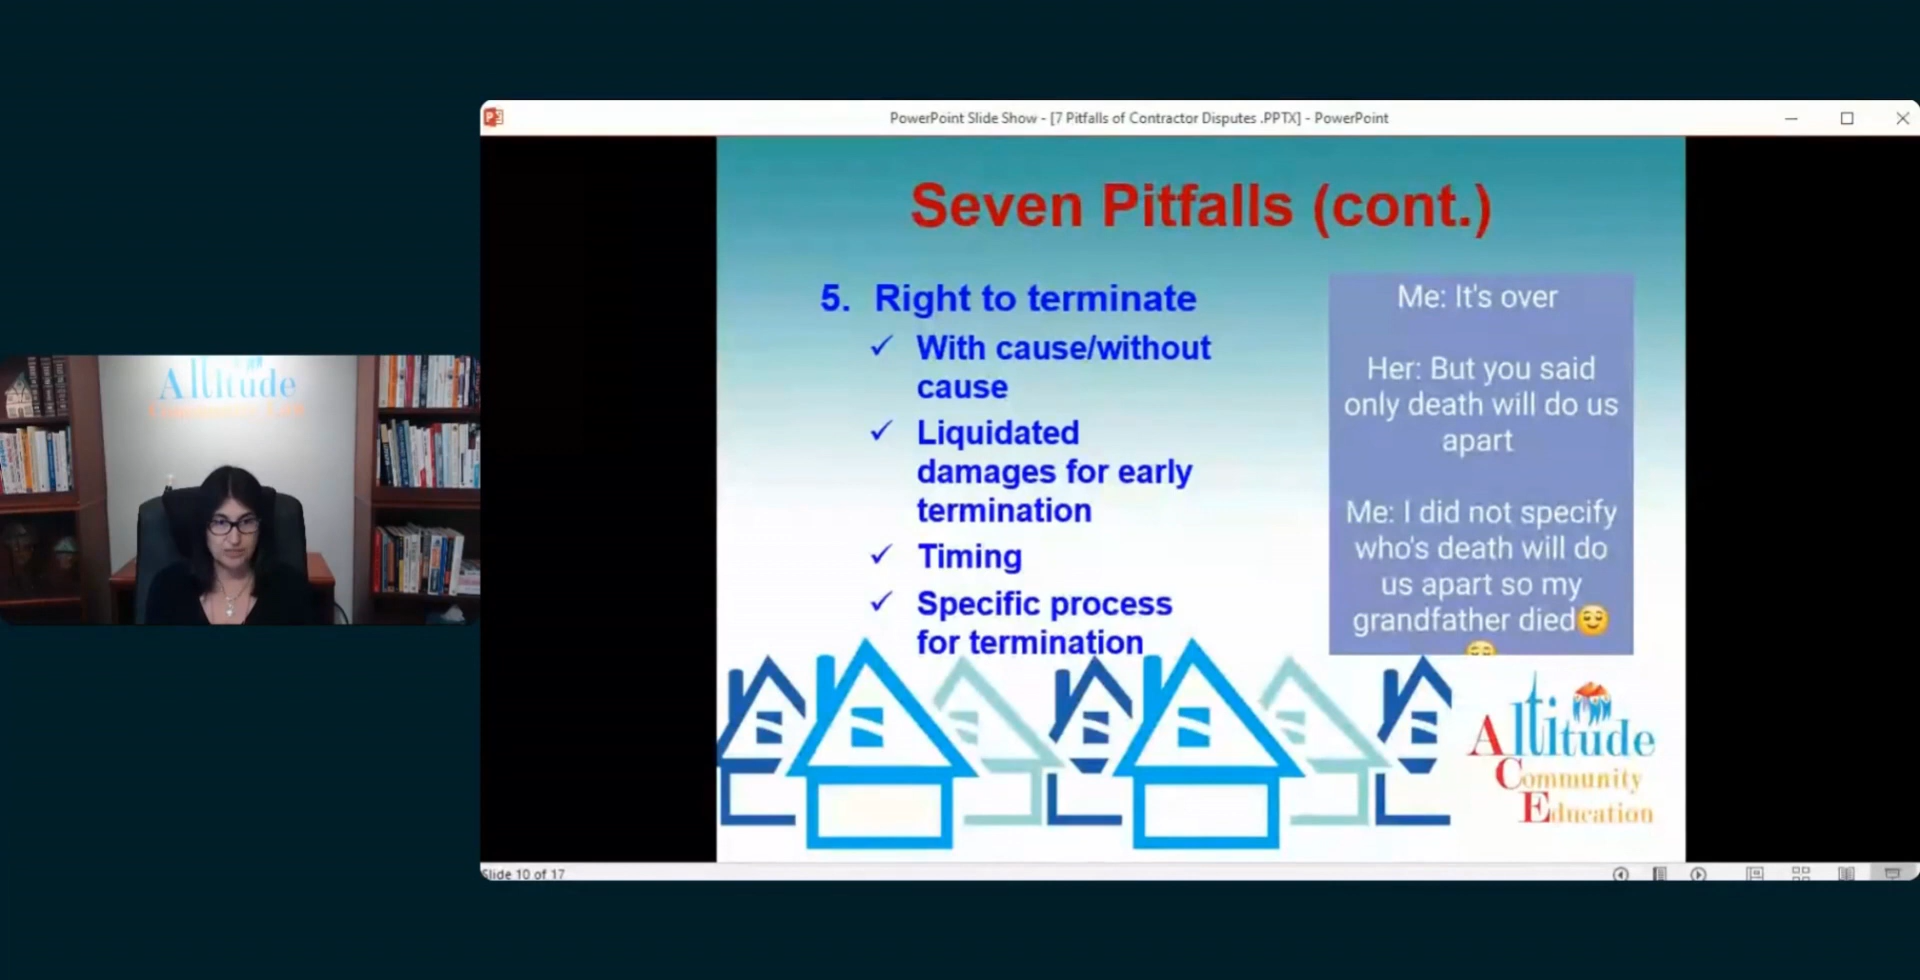 PowerPoint Slide Show - [7 Pitfalls of Contractor Disputes .PPTX] - PowerPoint
Seven Pitfalls (cont.)
5. Right to terminate
✓ With cause/without
cause
✓ Liquidated
damages for early
termination
✓ Timing
✓ Specific process
for termination
Me: It's over
Her: But you said
only death will do us
apart
Me: I did not specify
who's death will do
us apart so my
grandfather died😌
Altitude
Community
Education
Slide 10 of 17
Altitude